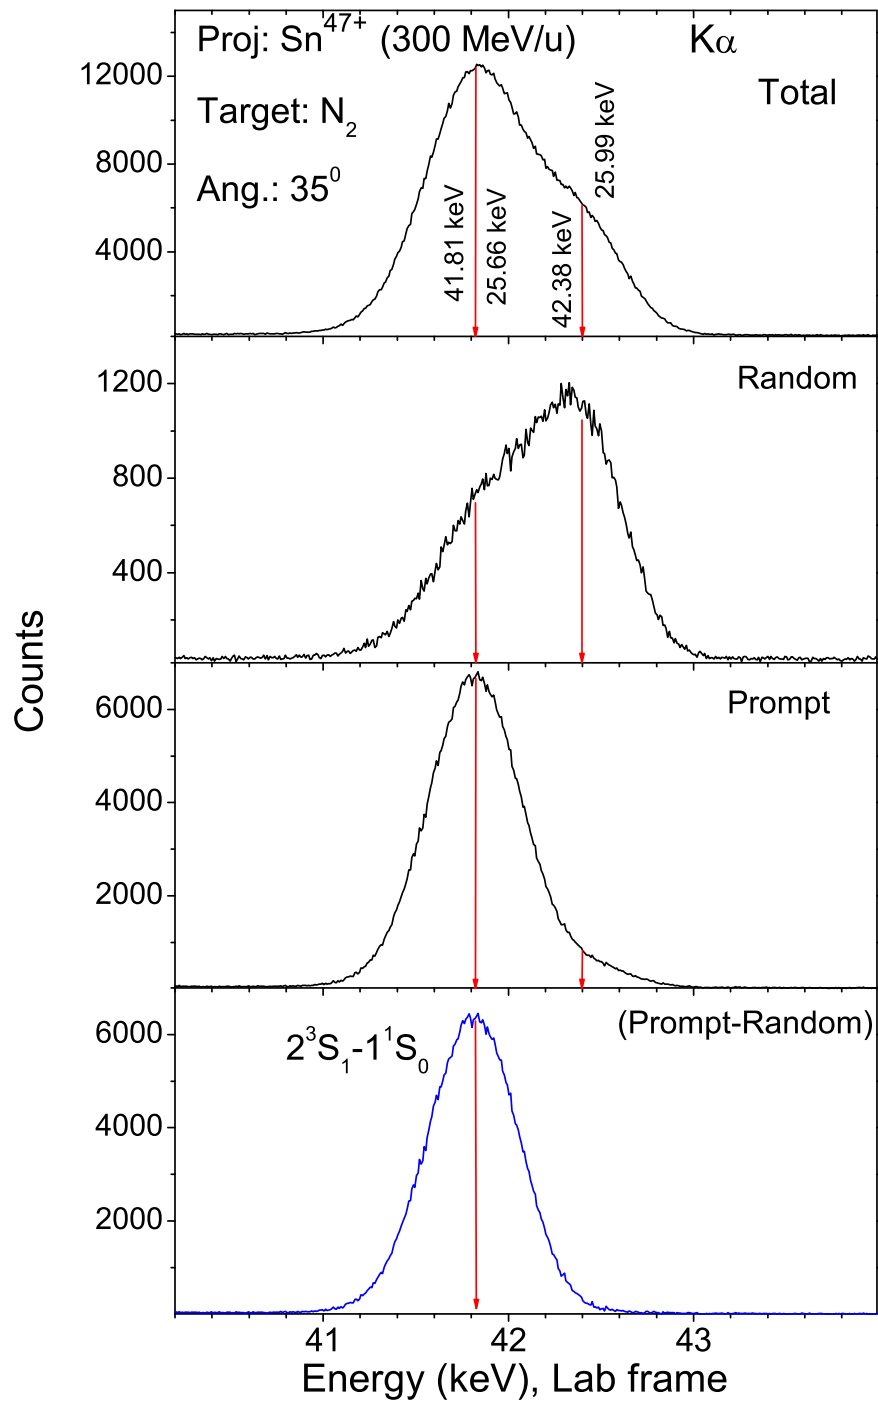 Proj: Sn⁴⁷⁺ (300 MeV/u) Kα
Total
Target: N₂
Ang.: 35⁰
41.81 keV
25.66 keV
42.38 keV
25.99 keV
12000
8000
4000
Random
1200
800
400
Prompt
6000
4000
2000
(Prompt-Random)
2³S₁-1¹S₀
6000
4000
2000
Counts
41 42 43
Energy (keV), Lab frame